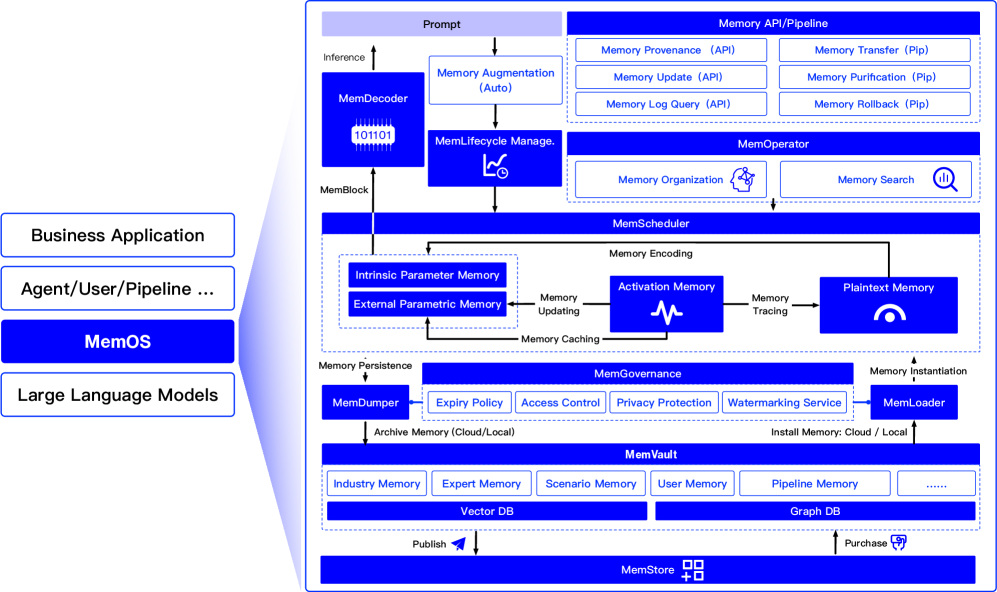 Business Application
Agent/User/Pipeline ...
MemOS
Large Language Models
Prompt
Inference
Memory Augmentation
(Auto)
MemDecoder
101101
MemLifecycle Manage.
MemBlock
Memory API/Pipeline
Memory Provenance (API)
Memory Transfer (Pip)
Memory Update (API)
Memory Purification (Pip)
Memory Log Query (API)
Memory Rollback (Pip)
MemOperator
Memory Organization
Memory Search
MemScheduler
Memory Encoding
Intrinsic Parameter Memory
External Parametric Memory
Memory
Updating
Activation Memory
Memory
Tracing
Plaintext Memory
Memory Caching
Memory Persistence
MemGovernance
Memory Instantiation
MemDumper
Expiry Policy
Access Control
Privacy Protection
Watermarking Service
MemLoader
Archive Memory (Cloud/Local)
Install Memory: Cloud / Local
MemVault
Industry Memory
Expert Memory
Scenario Memory
User Memory
Pipeline Memory
......
Vector DB
Graph DB
Publish
Purchase
MemStore